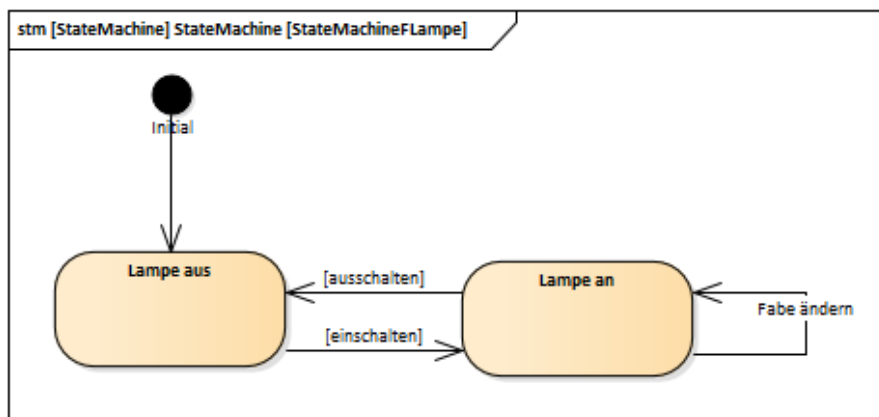 stm [StateMachine] StateMachine [StateMachineFLampe]
Initial
Lampe aus
[ausschalten]
Lampe an
Fabe ändern
[einschalten]